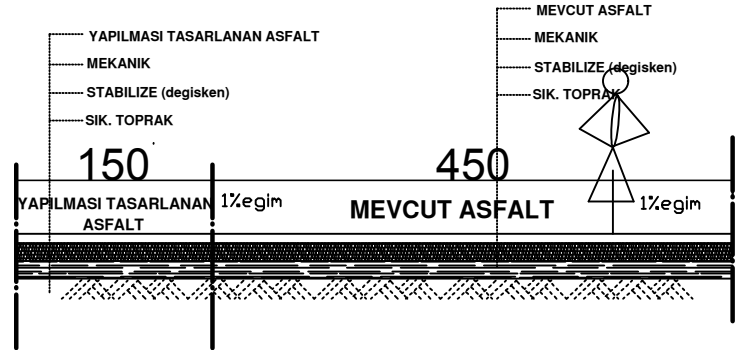 YAPILMASI TASARLANAN ASFALT
MEKANIK
STABILIZE (degisken)
SIK. TOPRAK
MEVCUT ASFALT
MEKANIK
STABILIZE (degisken)
SIK. TOPRAK
150
450
YAPILMASI TASARLANAN
ASFALT
1%egim
MEVCUT ASFALT
1%egim